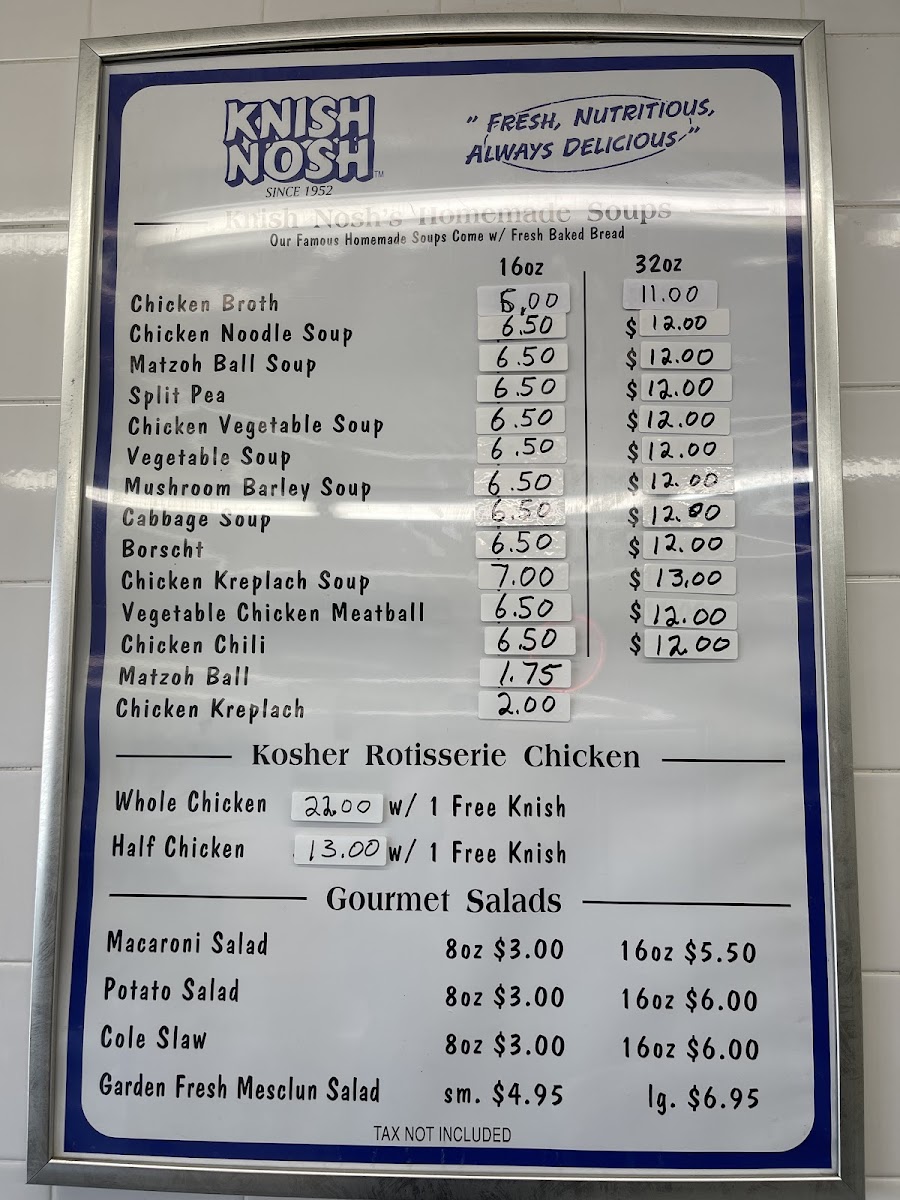 KNISH
NOSH™
SINCE 1952
" FRESH, NUTRITIOUS,
ALWAYS DELICIOUS "
Knish Nosh's Homemade Soups
Our Famous Homemade Soups Come w/ Fresh Baked Bread
16oz 32oz
Chicken Broth 11.00
Chicken Noodle Soup 6.50 $ 12.00
Matzoh Ball Soup 6.50 $ 12.00
Split Pea 6.50 $ 12.00
Chicken Vegetable Soup 6.50 $ 12.00
Vegetable Soup 6.50 $ 12.00
Mushroom Barley Soup 6.50 $ 12.00
Cabbage Soup 6.50 $ 12.00
Borscht 6.50 $ 12.00
Chicken Kreplach Soup 7.00 $ 13.00
Vegetable Chicken Meatball 6.50 $ 12.00
Chicken Chili 6.50 $ 12.00
Matzoh Ball 1.75
Chicken Kreplach 2.00
Kosher Rotisserie Chicken
Whole Chicken 22.00 w/ 1 Free Knish
Half Chicken 13.00 w/ 1 Free Knish
Gourmet Salads
Macaroni Salad 8oz $3.00 16oz $5.50
Potato Salad 8oz $3.00 16oz $6.00
Cole Slaw 8oz $3.00 16oz $6.00
Garden Fresh Mesclun Salad sm. $4.95 lg. $6.95
TAX NOT INCLUDED